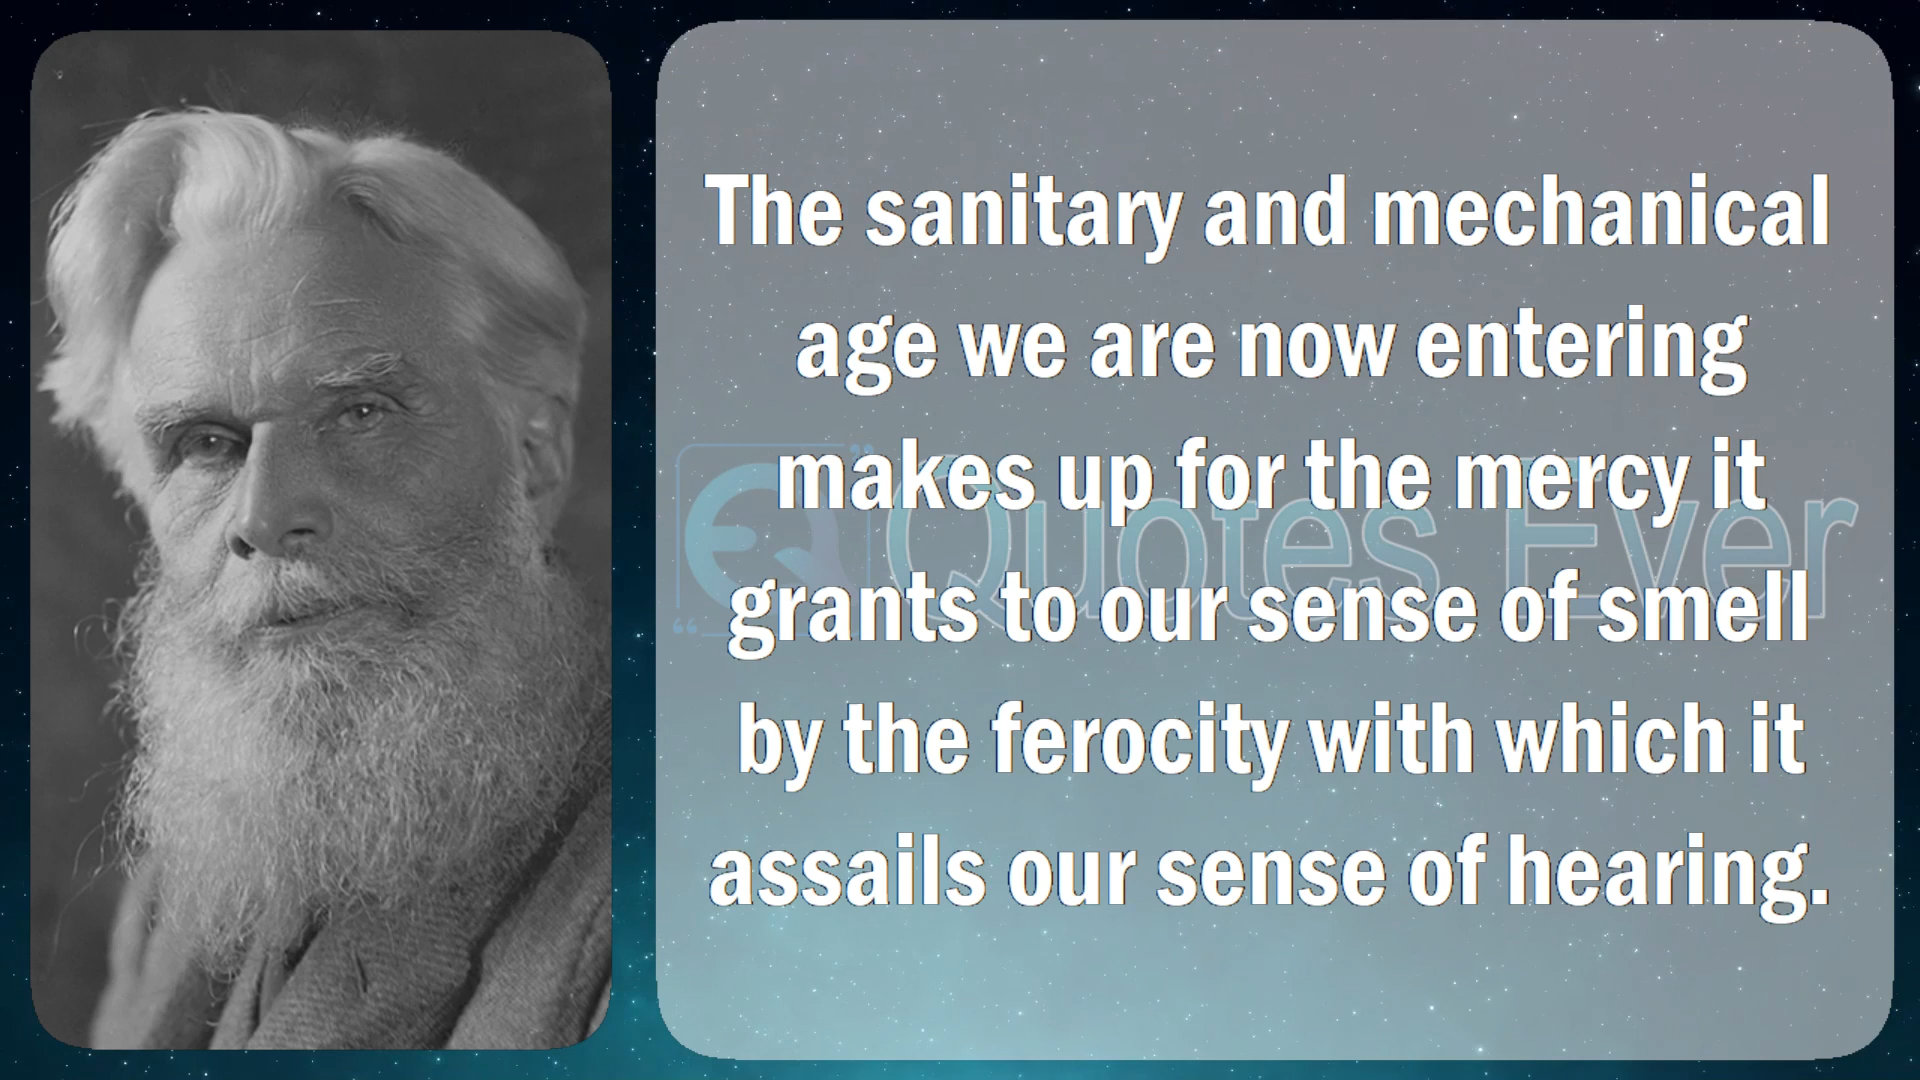 The sanitary and mechanical
age we are now entering
makes up for the mercy it
grants to our sense of smell
by the ferocity with which it
assails our sense of hearing.
EQ Quotes Ever